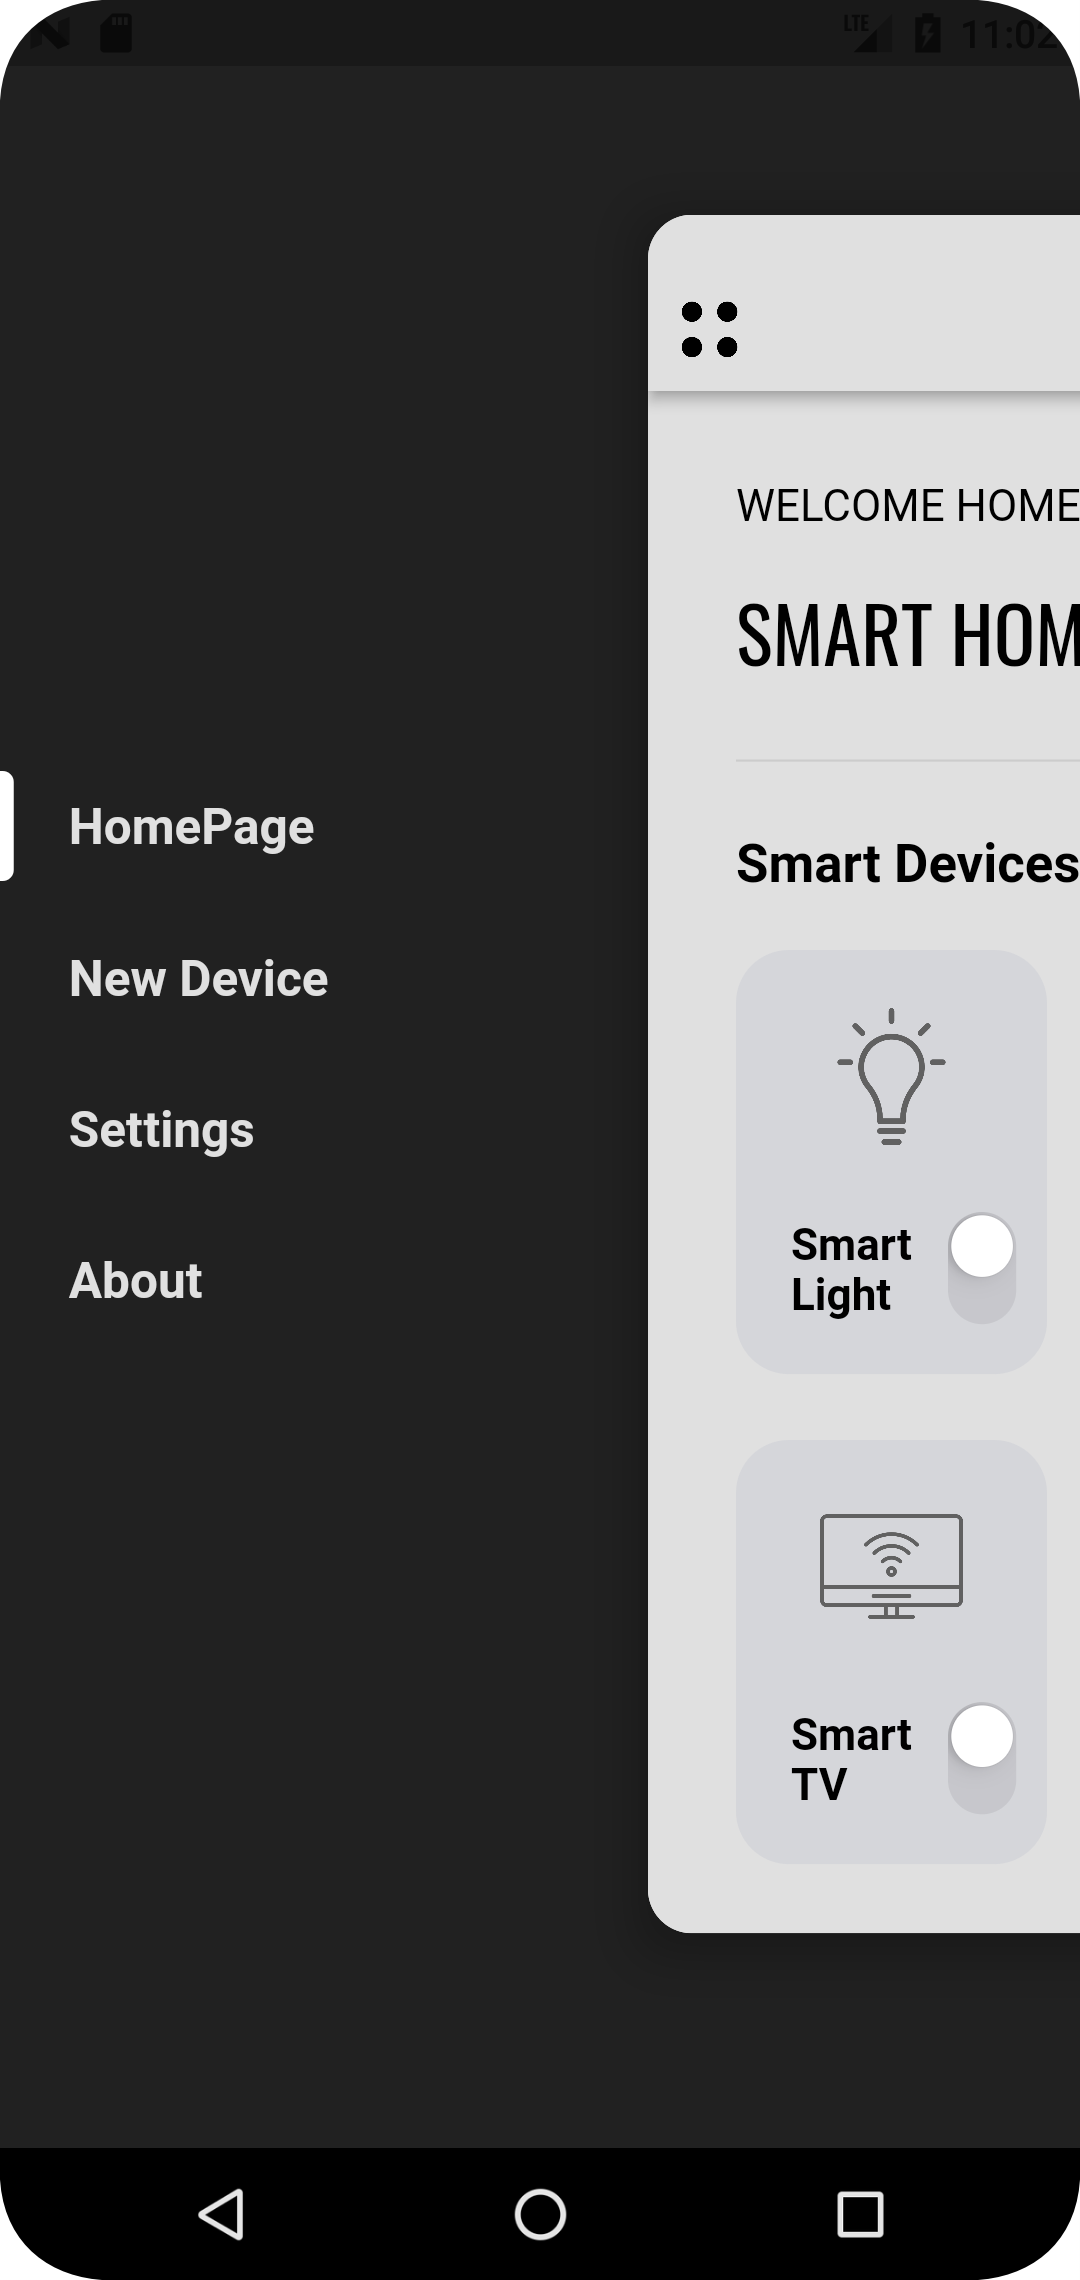 LTE 11:02
WELCOME HOME
SMART HOM
HomePage
Smart Devices
New Device
Settings
Smart
Light
About
Smart
TV